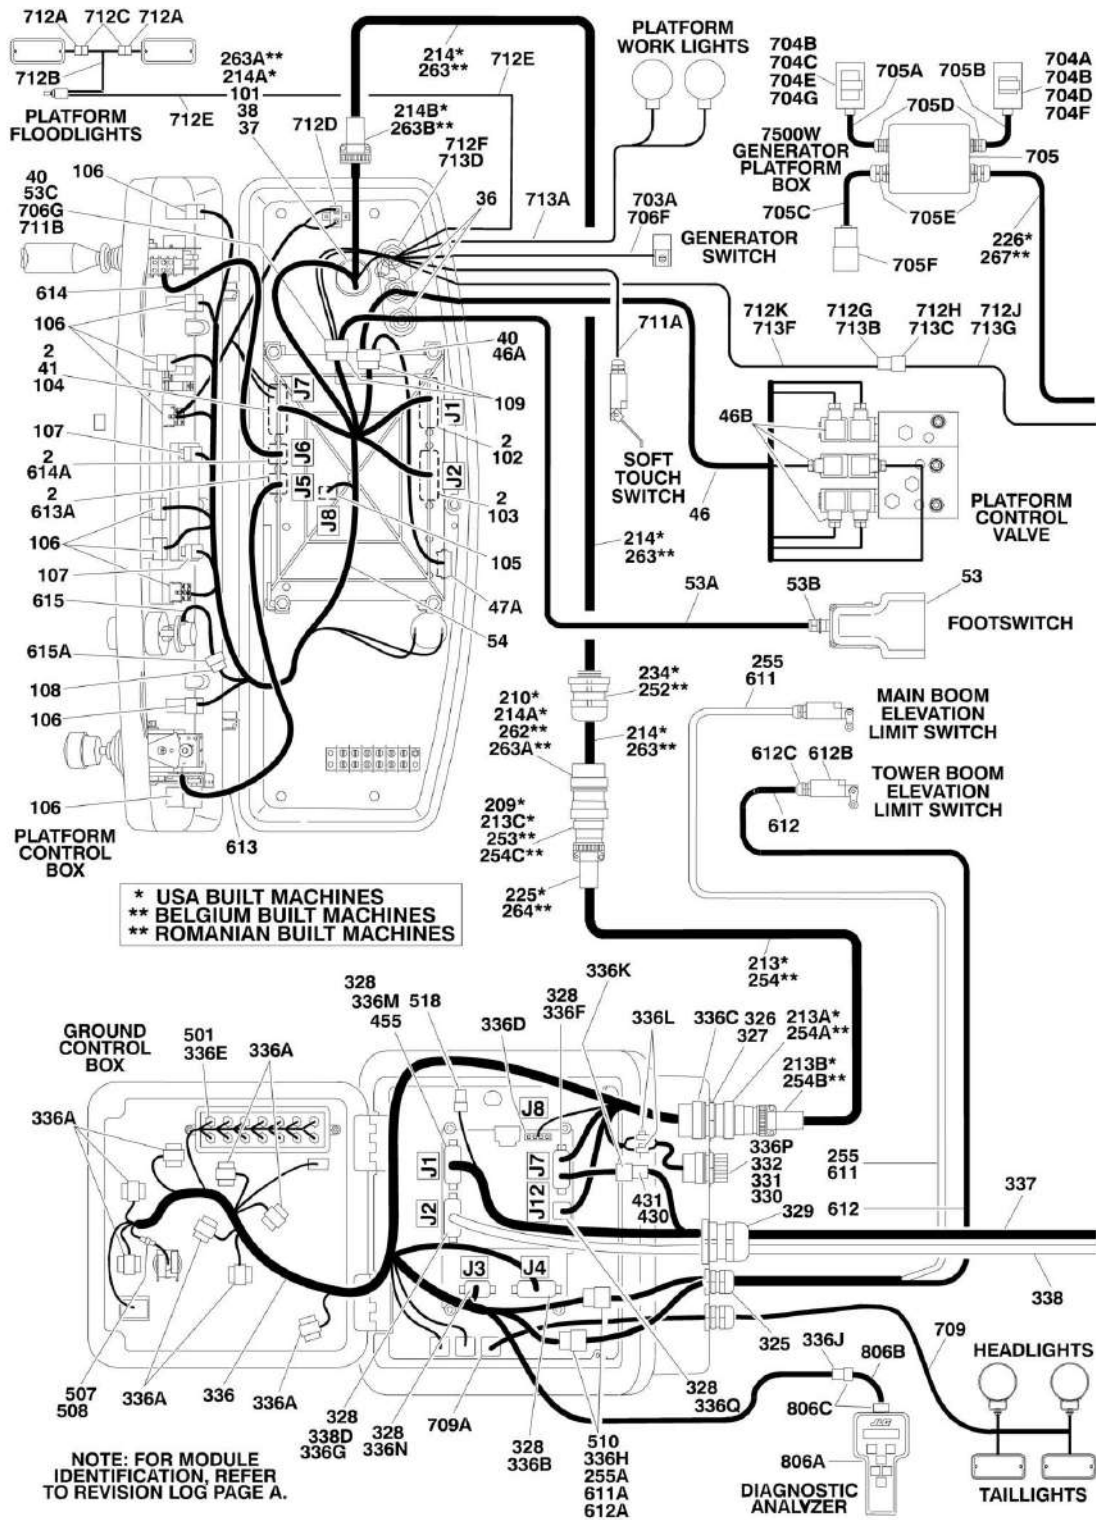 712A
712C
712A
712B
PLATFORM
FLOODLIGHTS
712E
263A**
214A*
101
38
37
712D
214*
263**
712E
214B*
263B**
712F
713D
36
713A
PLATFORM
WORK LIGHTS
703A
706F
GENERATOR
SWITCH
704B
704C
704E
704G
705A
705B
704A
704B
704D
704F
705D
7500W
GENERATOR
PLATFORM
BOX
705
705C
705E
705F
226*
267**
40
53C
706G
711B
106
614
106
2
41
104
107
2
614A
2
613A
106
107
615
615A
108
106
106
PLATFORM
CONTROL
BOX
613
J7
J6
J5
J8
J1
J2
40
46A
109
2
102
2
103
105
47A
54
711A
SOFT
TOUCH
SWITCH
712K
713F
712G
713B
712H
713C
712J
713G
46B
46
PLATFORM
CONTROL
VALVE
214*
263**
53A
53B
53
FOOTSWITCH
234*
252**
210*
214A*
262**
263A**
214*
263**
209*
213C*
253**
254C**
225*
264**
255
611
MAIN BOOM
ELEVATION
LIMIT SWITCH
612C
612B
TOWER BOOM
ELEVATION
LIMIT SWITCH
612
* USA BUILT MACHINES
** BELGIUM BUILT MACHINES
** ROMANIAN BUILT MACHINES
213*
254**
GROUND
CONTROL
BOX
501
336E
336A
336A
328
336M
455
518
336D
336K
328
336F
336L
336C
326
327
213A*
254A**
213B*
254B**
J8
J1
J7
J2
J12
J3
J4
336P
332
331
330
431
430
329
255
611
612
337
338
325
336J
806B
709
HEADLIGHTS
507
508
336A
336
336A
328
338D
336G
328
336N
709A
328
336B
510
336H
255A
611A
612A
328
336Q
806C
JLG
806A
DIAGNOSTIC
ANALYZER
TAILLIGHTS
NOTE: FOR MODULE
IDENTIFICATION, REFER
TO REVISION LOG PAGE A.